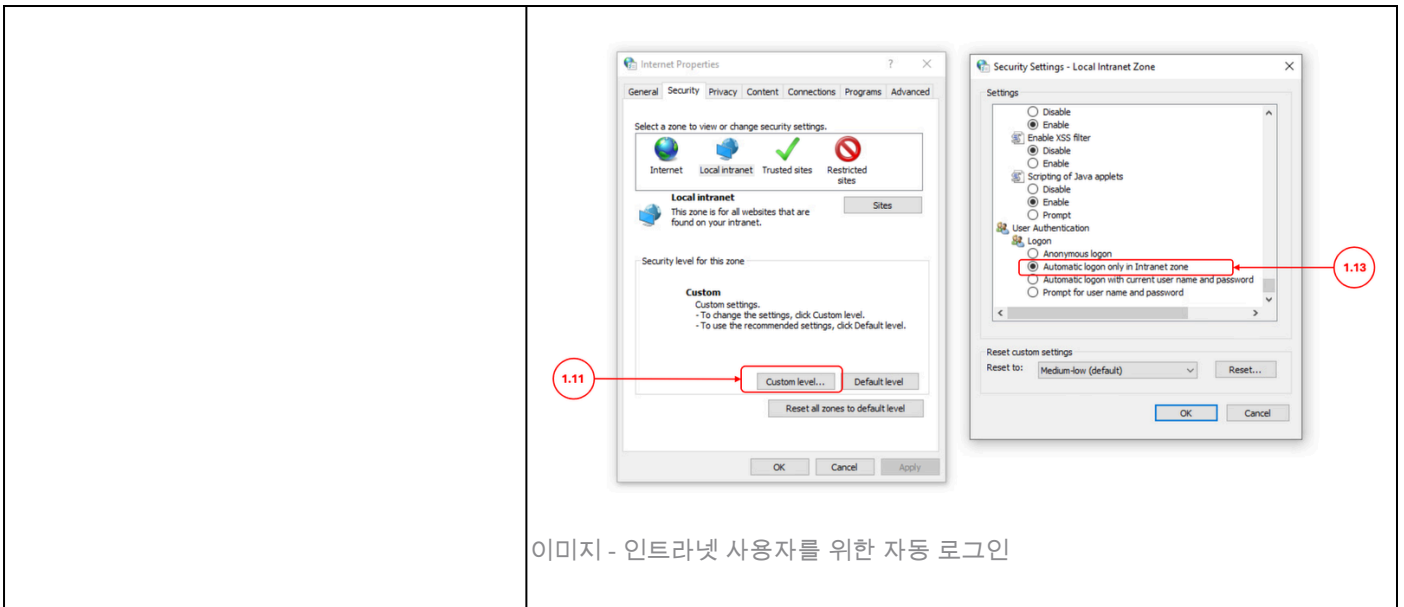 Internet Properties
?
General Security Privacy Content Connections Programs Advanced
Select a zone to view or change security settings.
Internet Local intranet Trusted sites Restricted sites
Local intranet
Sites
This zone is for all websites that are
found on your intranet.
Security level for this zone
Custom
Custom settings.
- To change the settings, click Custom level.
- To use the recommended settings, click Default level.
1.11
Custom level... Default level
Reset all zones to default level
OK Cancel Apply
Security Settings - Local Intranet Zone
Settings
Disable
Enable
Enable XSS filter
Disable
Enable
Scripting of Java applets
Disable
Enable
Prompt
User Authentication
Logon
Anonymous logon
Automatic logon only in Intranet zone
1.13
Automatic logon with current user name and password
Prompt for user name and password
Reset custom settings
Reset to: Medium-low (default) Reset...
OK Cancel
이미지 - 인트라넷 사용자를 위한 자동 로그인